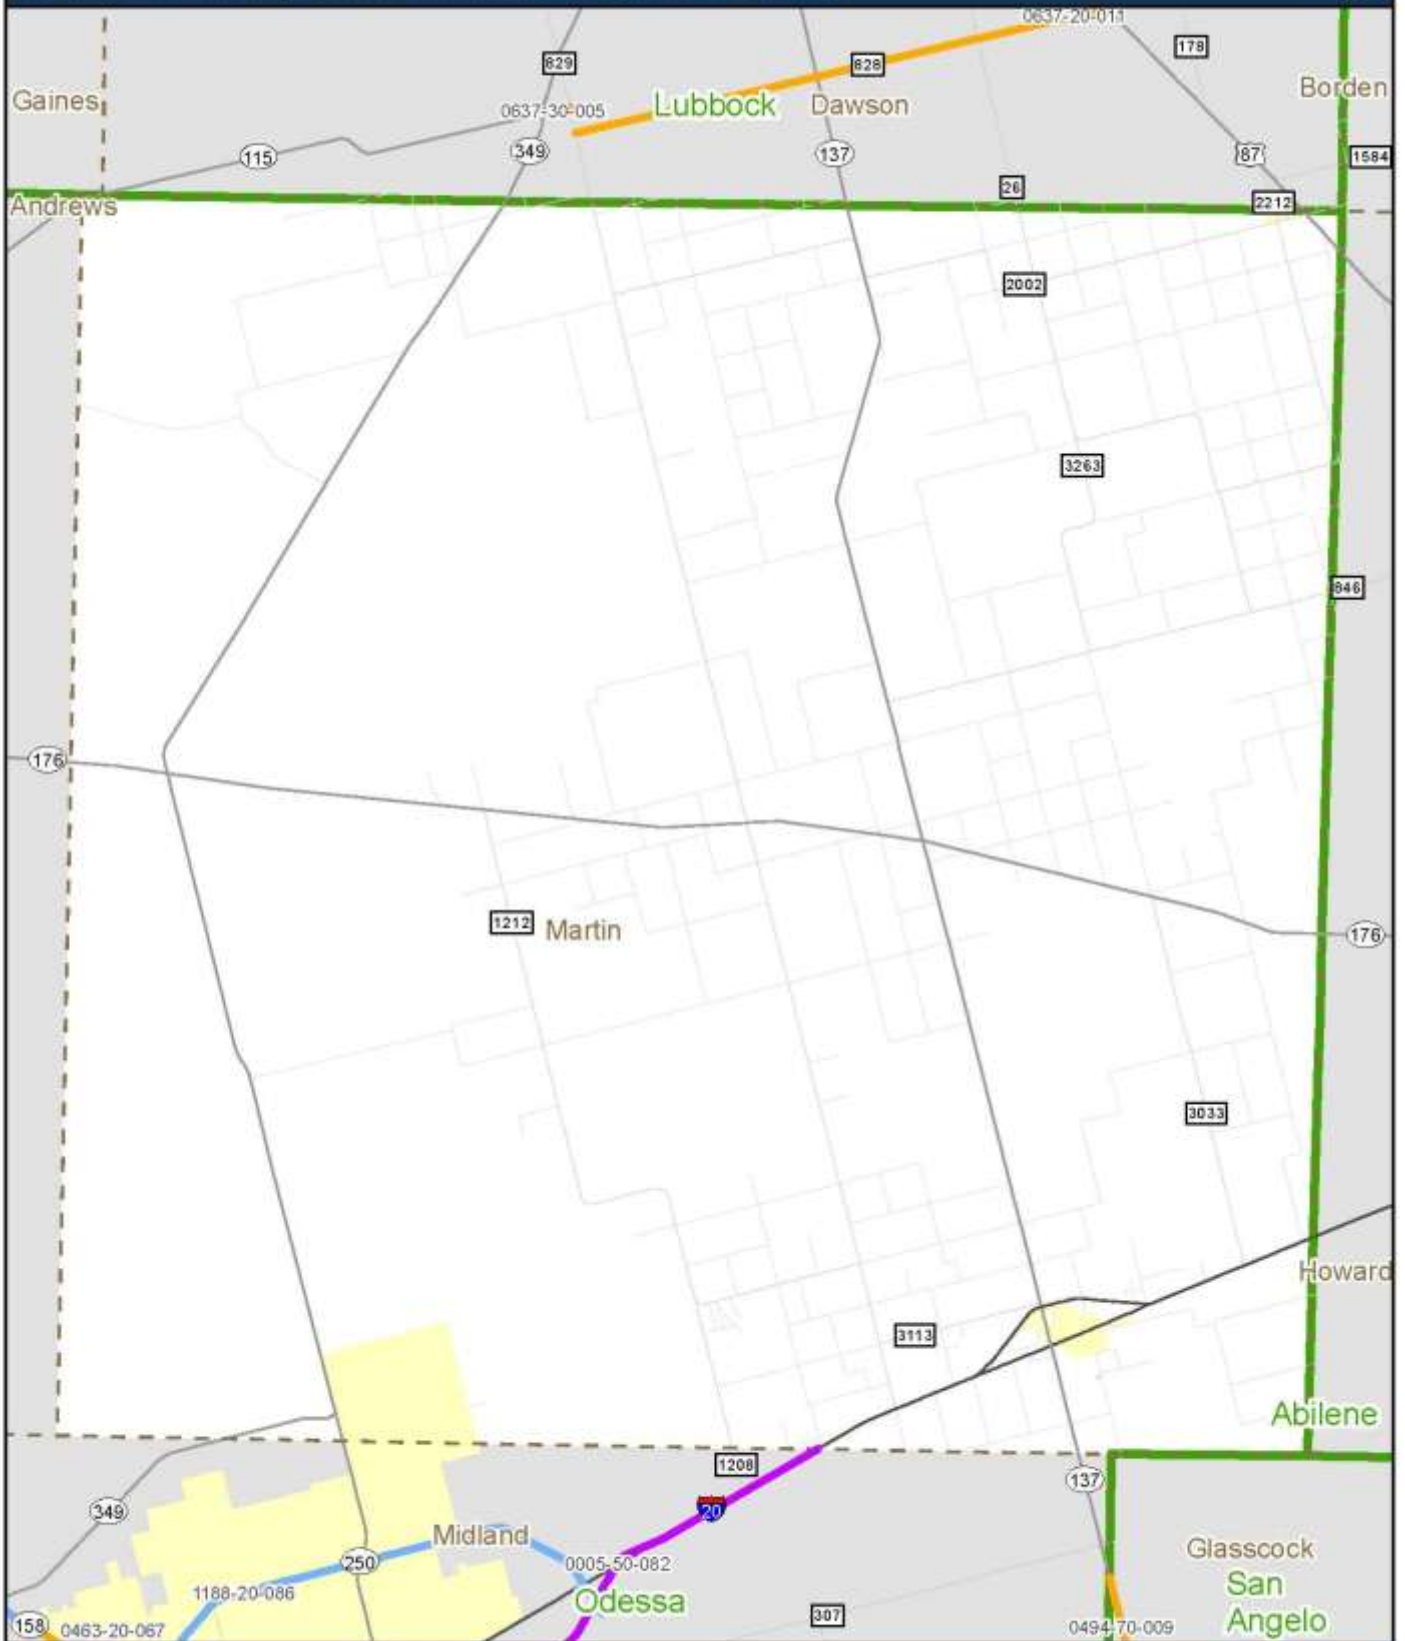 0637-20-011
829
828
178
Gaines
Borden
0637-30-005
Lubbock
Dawson
115
349
137
87
1584
26
2212
Andrews
2002
3263
846
176
1212
Martin
176
3033
Howard
3113
Abilene
1208
137
349
20
Midland
Glasscock
250
0005-50-082
1188-20-086
San
Angelo
Odessa
307
158
0463-20-067
0494-70-009